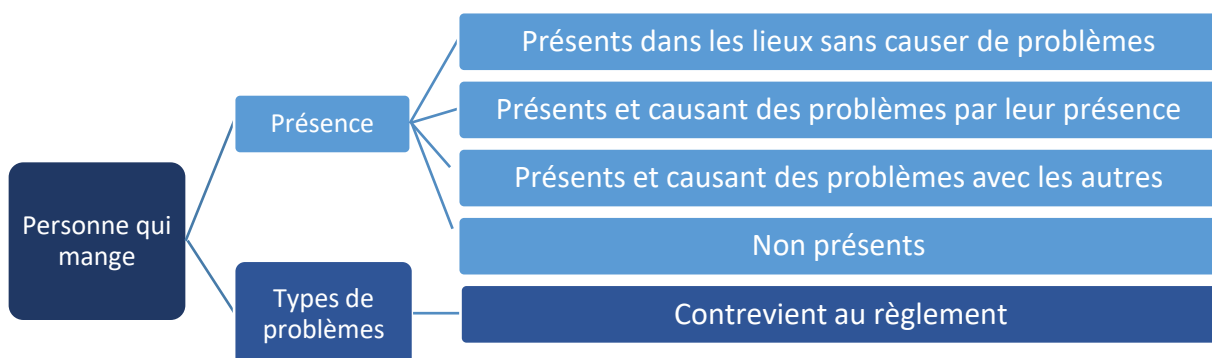 Personne qui
mange
Présence
Présents dans les lieux sans causer de problèmes
Présents et causant des problèmes par leur présence
Présents et causant des problèmes avec les autres
Non présents
Types de
problèmes
Contrevient au règlement